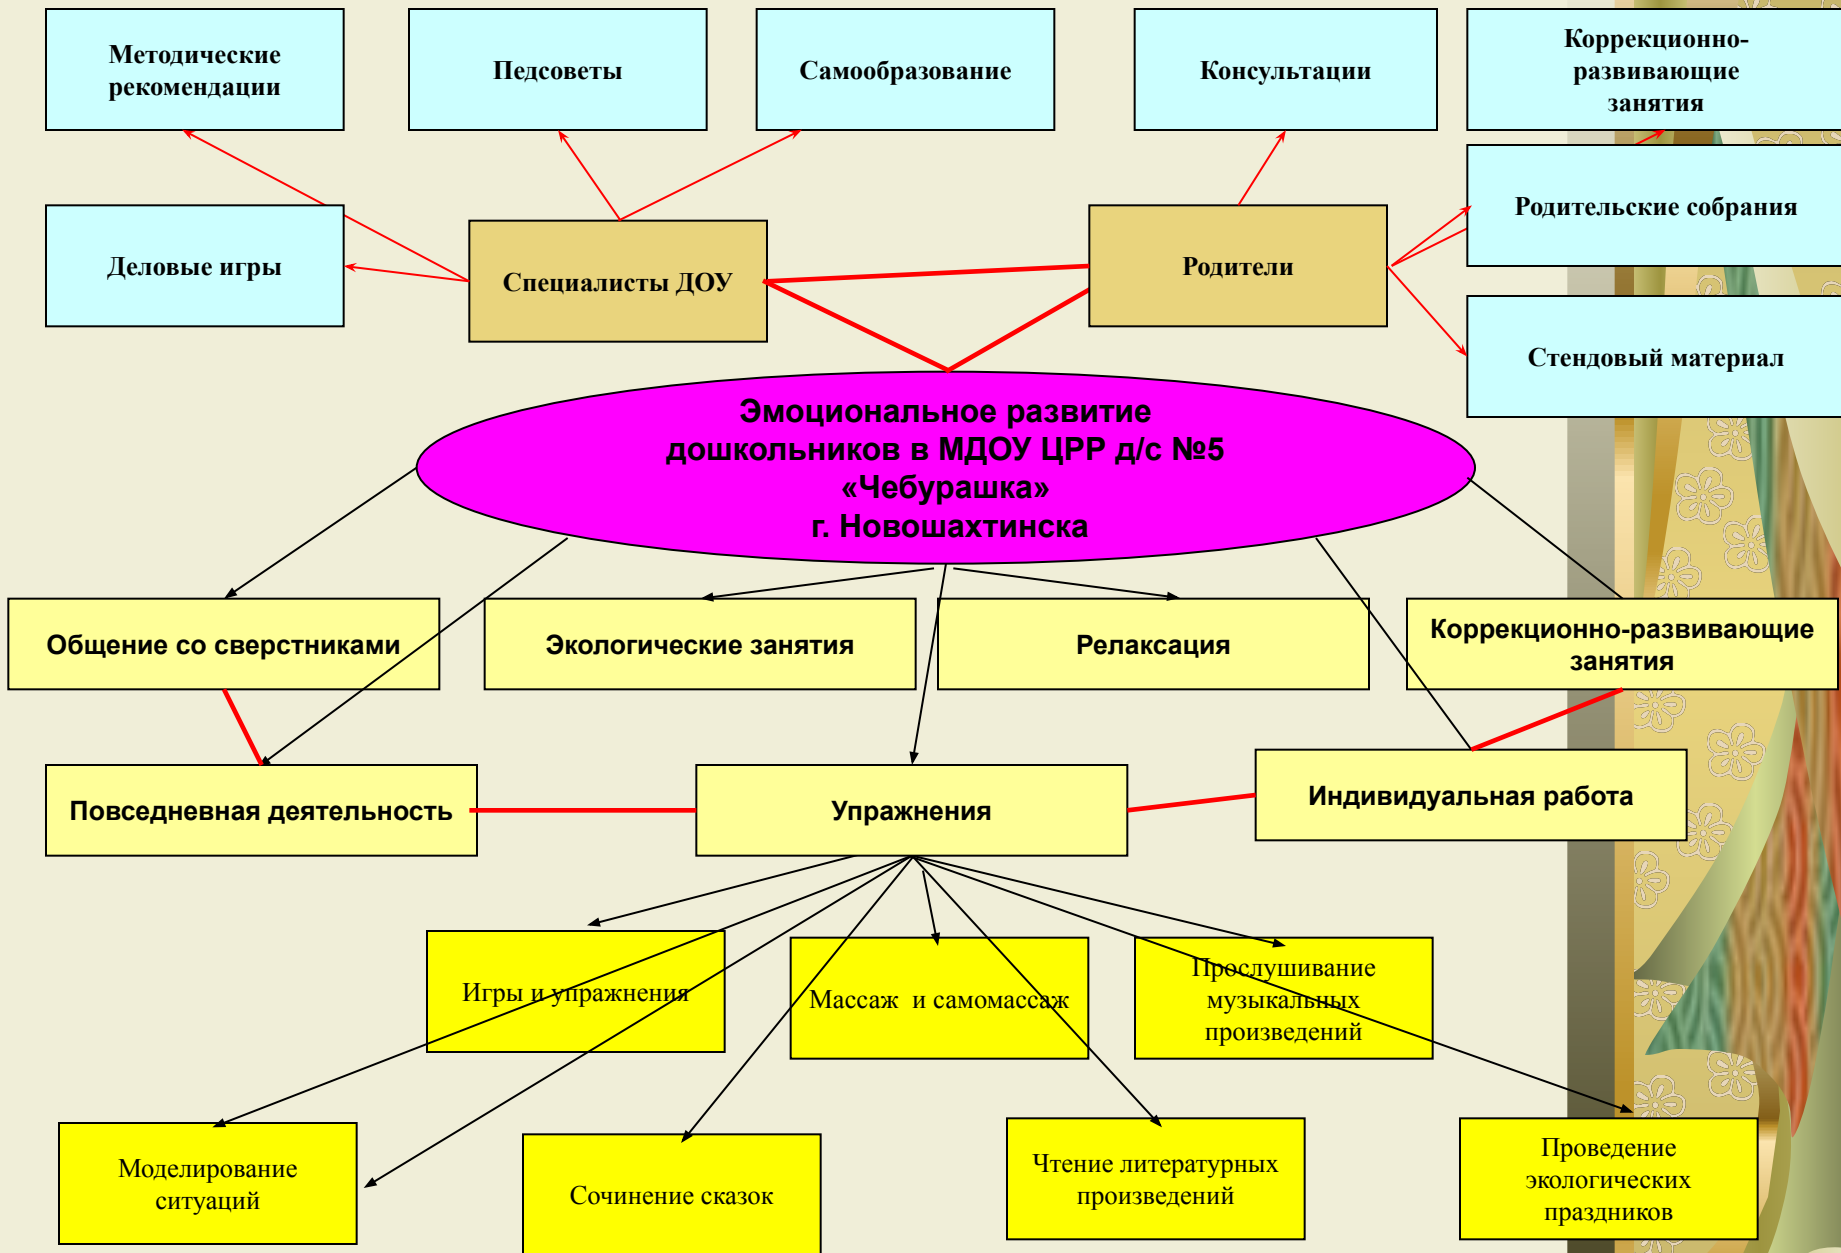 Методические
рекомендации
Педсоветы
Самообразование
Консультации
Коррекционно-
развивающие
занятия
Деловые игры
Специалисты ДОУ
Родители
Родительские собрания
Стендовый материал
Эмоциональное развитие
дошкольников в МДОУ ЦРР д/с №5
«Чебурашка»
г. Новошахтинска
Общение со сверстниками
Экологические занятия
Релаксация
Коррекционно-развивающие
занятия
Повседневная деятельность
Упражнения
Индивидуальная работа
Игры и упражнения
Массаж  и самомассаж
Прослушивание
музыкальных
произведений
Моделирование
ситуаций
Сочинение сказок
Чтение литературных
произведений
Проведение
экологических
праздников